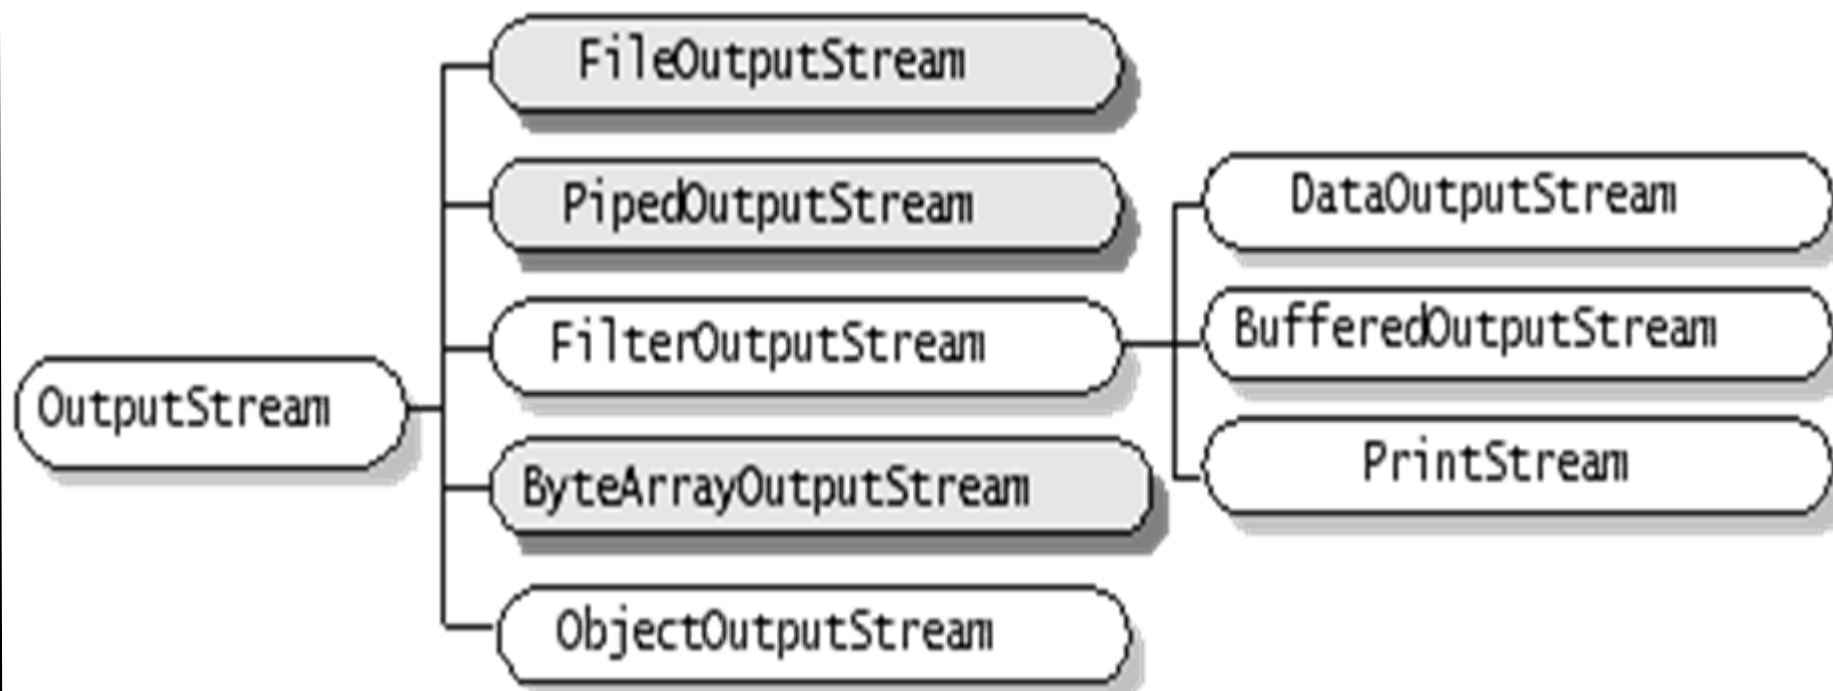 FileOutputStream
PipedOutputStream
DataOutputStream
BufferedOutputStream
FilterOutputStream
OutputStream
PrintStream
ByteArrayOutputStream
ObjectOutputStream